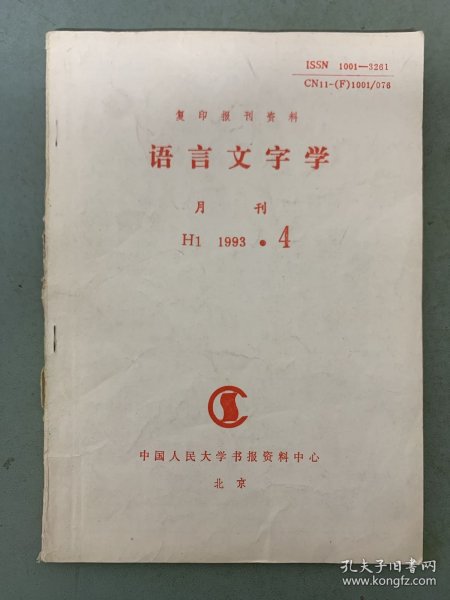 ISSN 1001—3261
CN11-(F)1001/076
复印报刊资料
语言文字学
月刊
H1 1993 · 4
中国人民大学书报资料中心
北京
孔夫子旧书网
www.kongfz.com